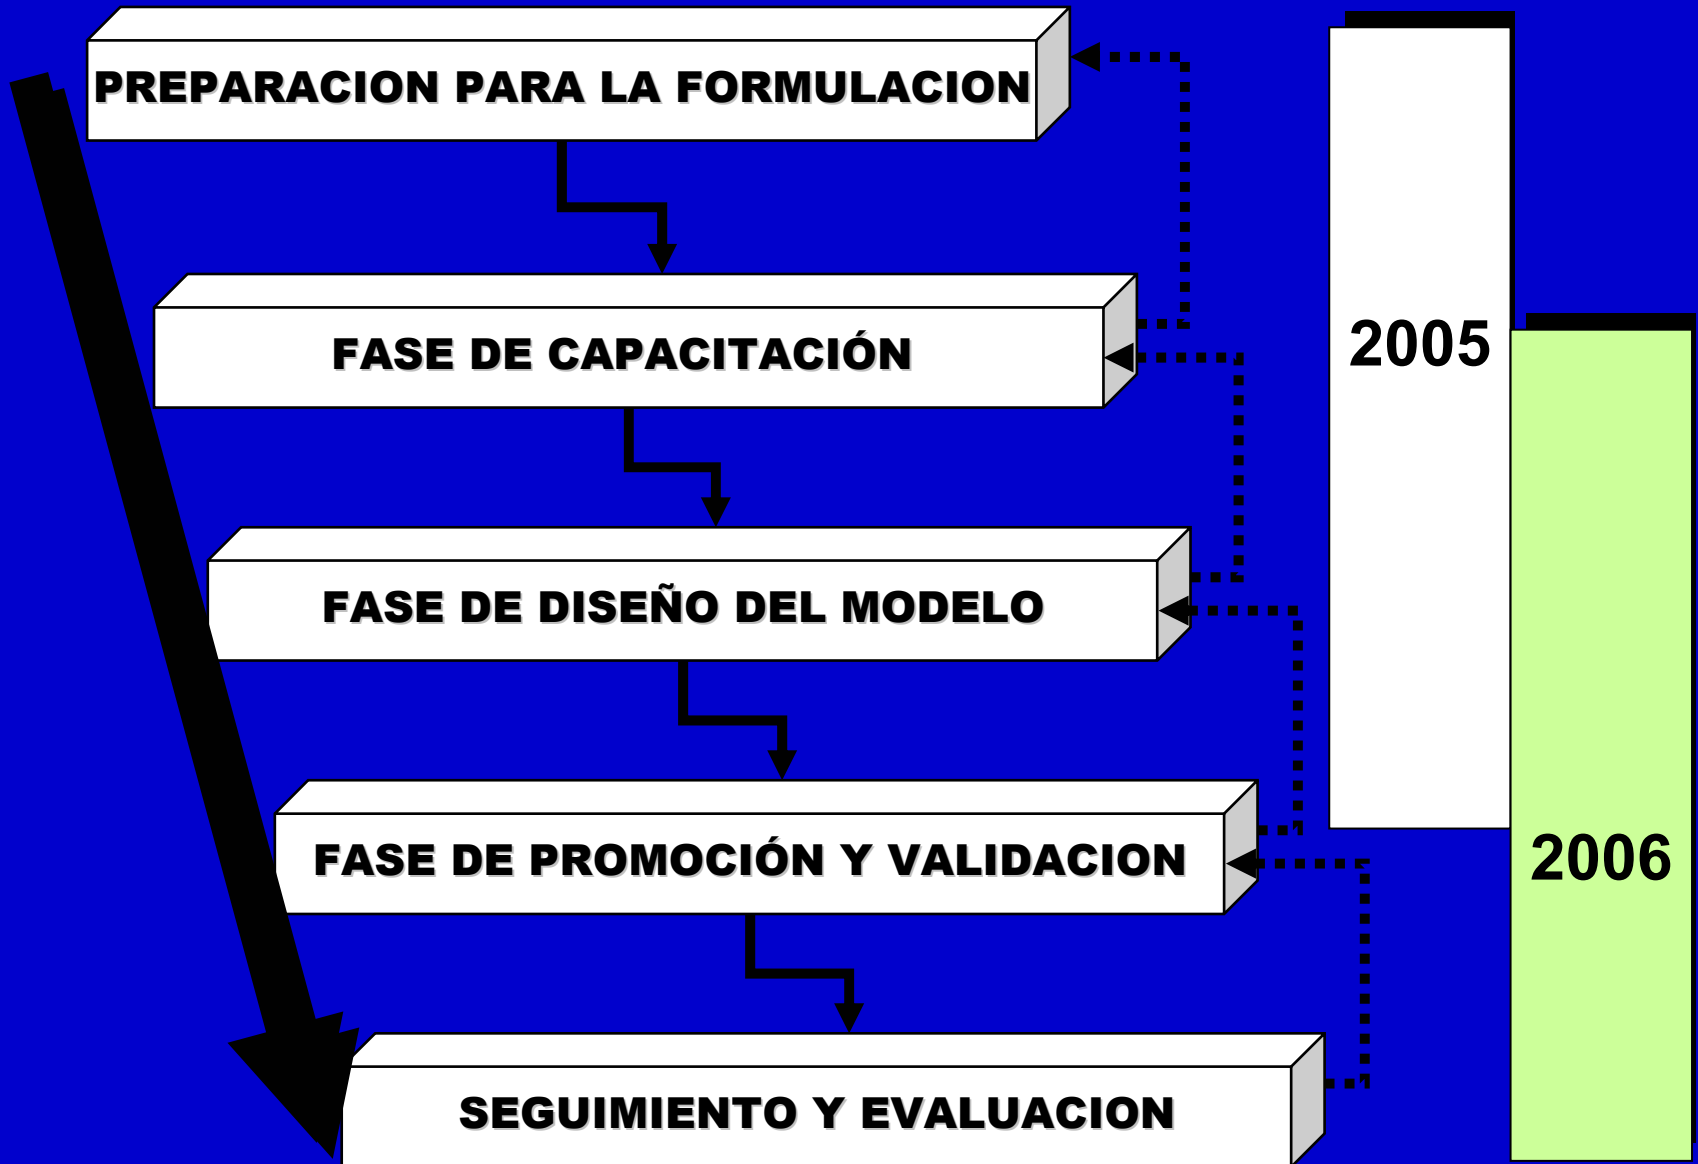 PREPARACION PARA LA FORMULACION
FASE DE CAPACITACIÓN
2005
FASE DE DISEÑO DEL MODELO
FASE DE PROMOCIÓN Y VALIDACION
2006
SEGUIMIENTO Y EVALUACION